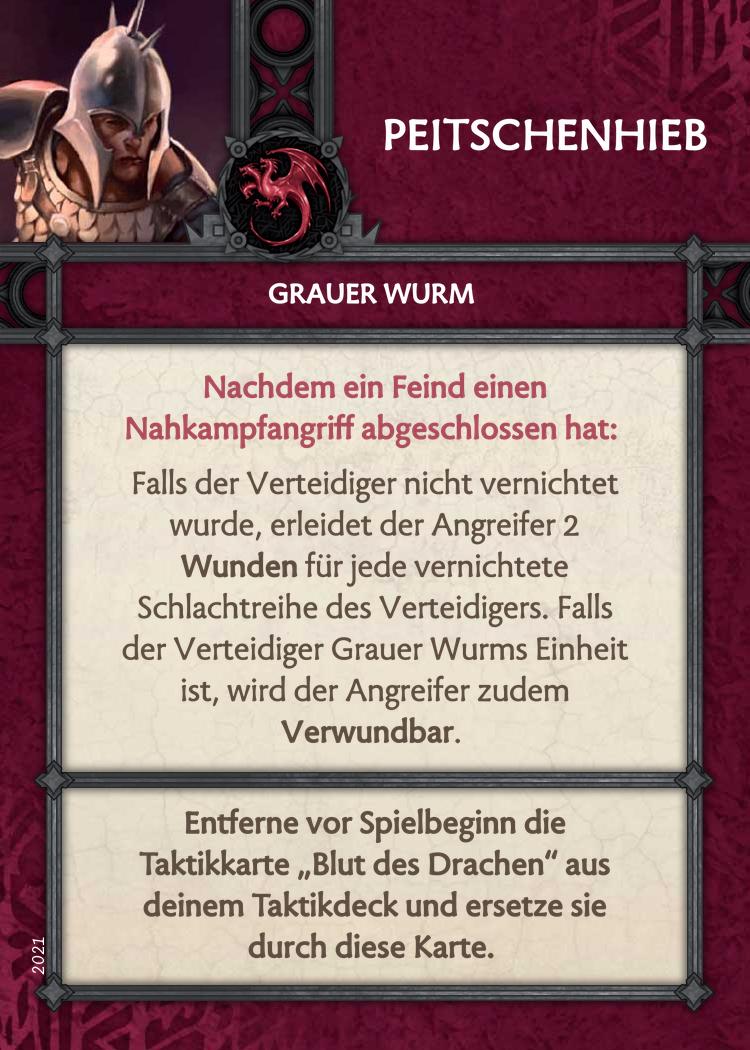 PEITSCHENHIEB
GRAUER WURM
Nachdem ein Feind einen
Nahkampfangriff abgeschlossen hat:
Falls der Verteidiger nicht vernichtet
wurde, erleidet der Angreifer 2
Wunden für jede vernichtete
Schlachtreihe des Verteidigers. Falls
der Verteidiger Grauer Wurms Einheit
ist, wird der Angreifer zudem
Verwundbar.
Entferne vor Spielbeginn die
Taktikkarte „Blut des Drachen“ aus
deinem Taktikdeck und ersetze sie
durch diese Karte.
2021